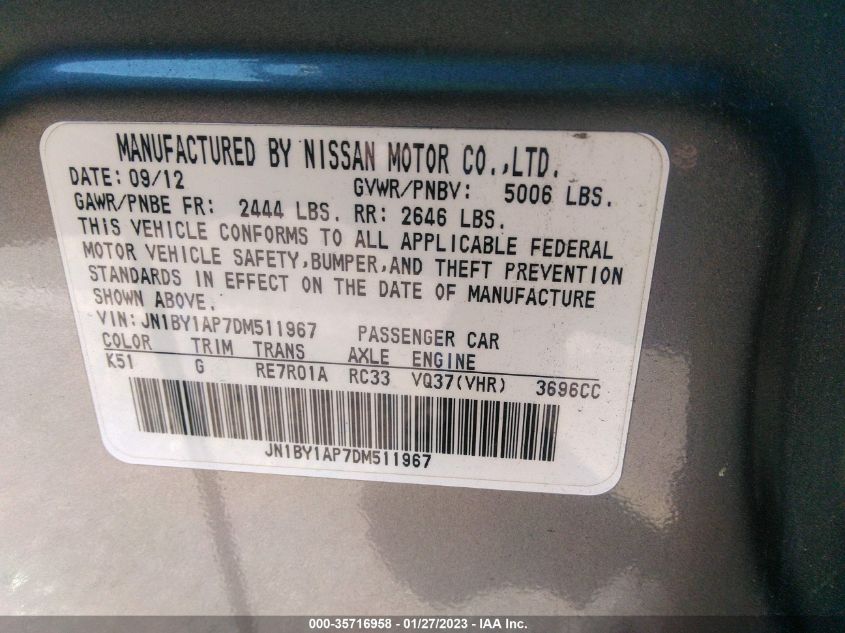 MANUFACTURED BY NISSAN MOTOR CO.,LTD.
DATE: 09/12 GVWR/PNBV: 5006 LBS.
GAWR/PNBE FR: 2444 LBS. RR: 2646 LBS.
THIS VEHICLE CONFORMS TO ALL APPLICABLE FEDERAL
MOTOR VEHICLE SAFETY,BUMPER,AND THEFT PREVENTION
STANDARDS IN EFFECT ON THE DATE OF MANUFACTURE
SHOWN ABOVE.
VIN:JN1BY1AP7DM511967 PASSENGER CAR
COLOR TRIM TRANS AXLE ENGINE
K51 G RE7R01A RC33 VQ37(VHR) 3696CC
JN1BY1AP7DM511967
000-35716958 - 01/27/2023 - IAA Inc.